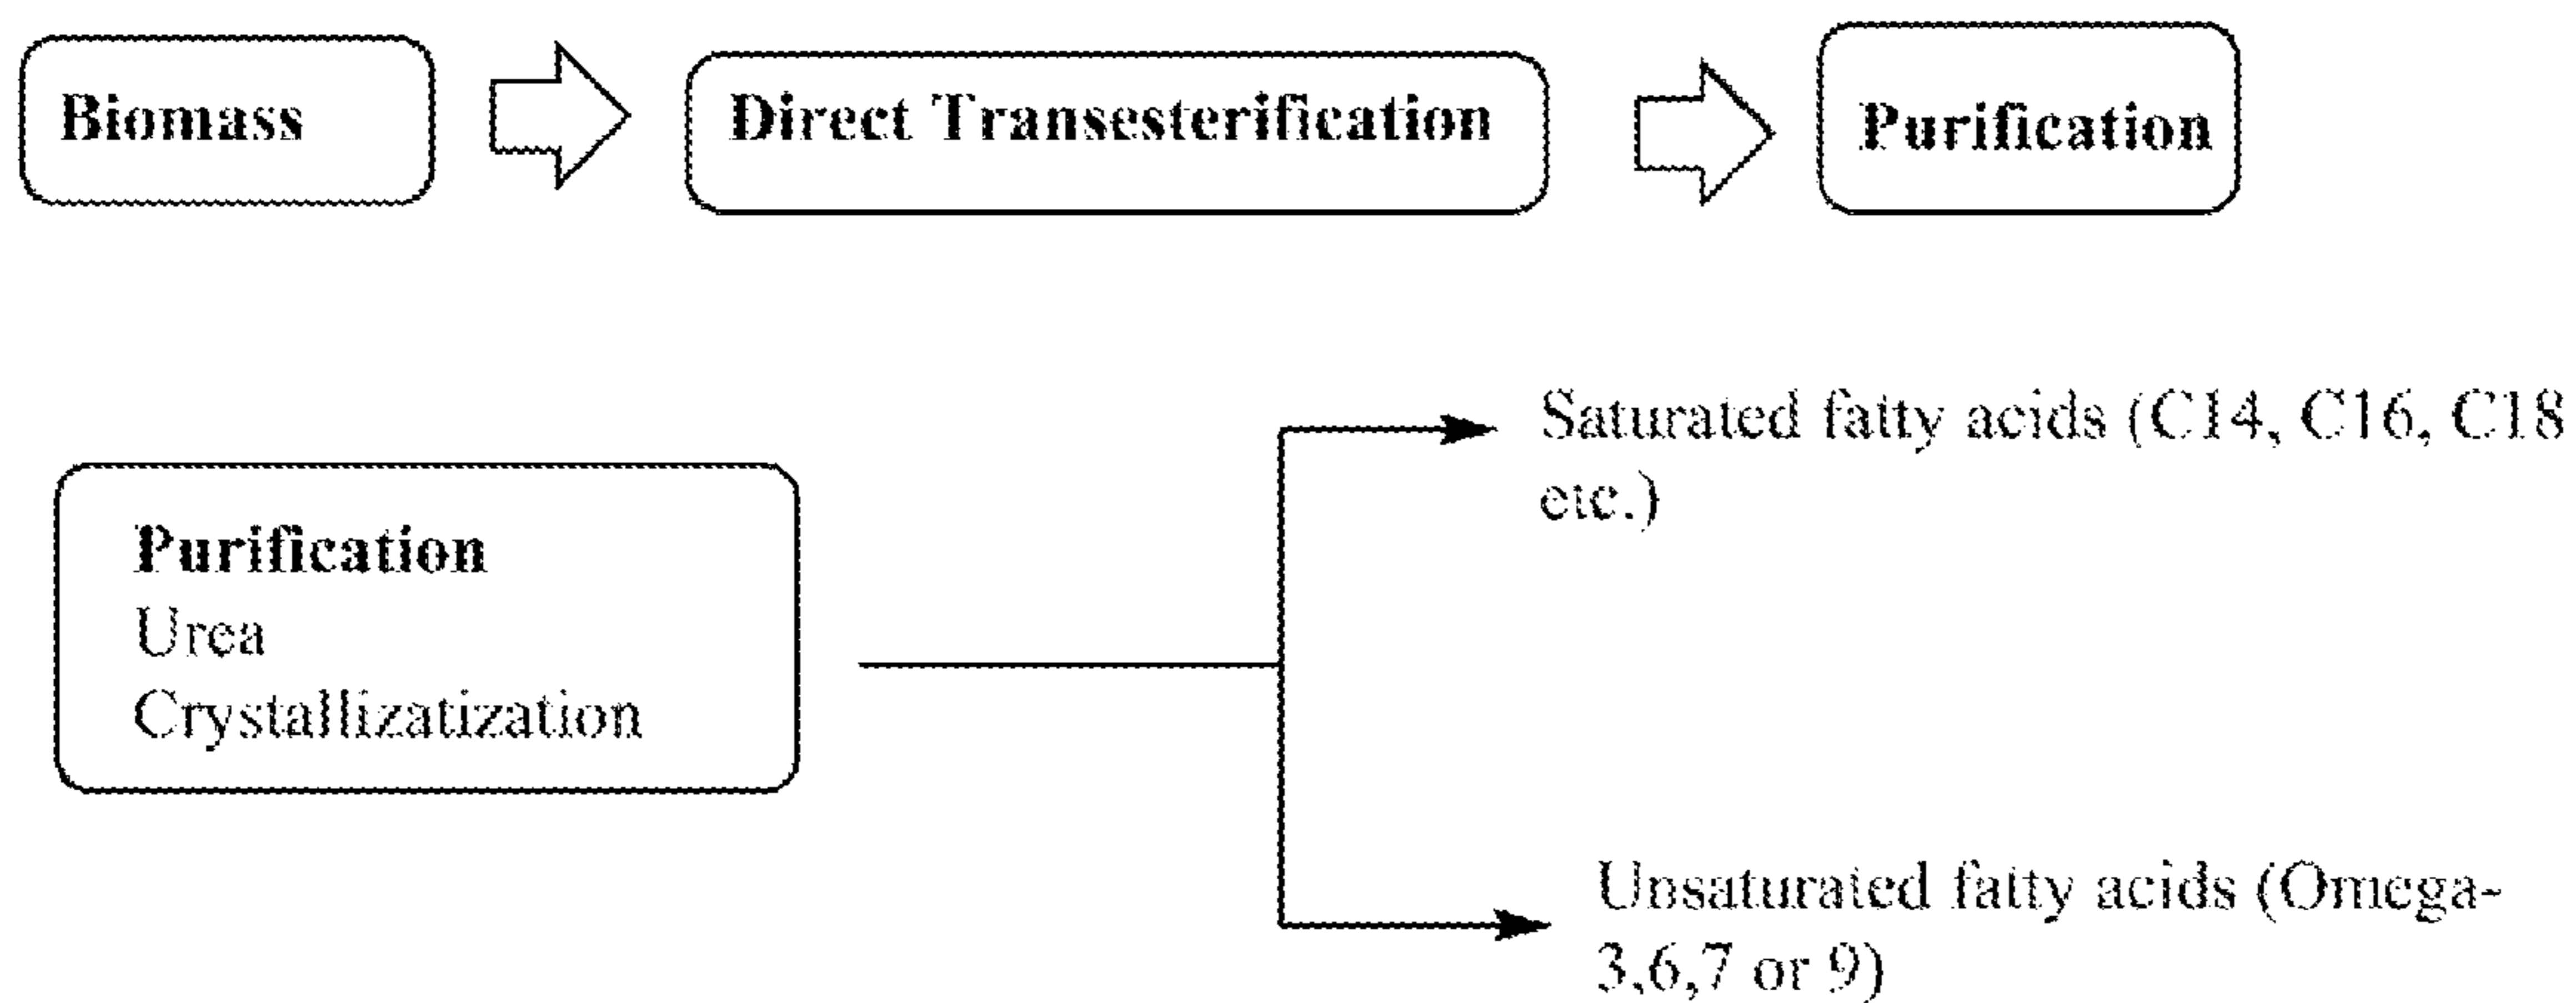 Biomass
Direct Transesterification
Purification
Saturated fatty acids (C14, C16, C18
etc.)
Purification
Urea
Crystallizatization
Unsaturated fatty acids (Omega-
3,6,7 or 9)